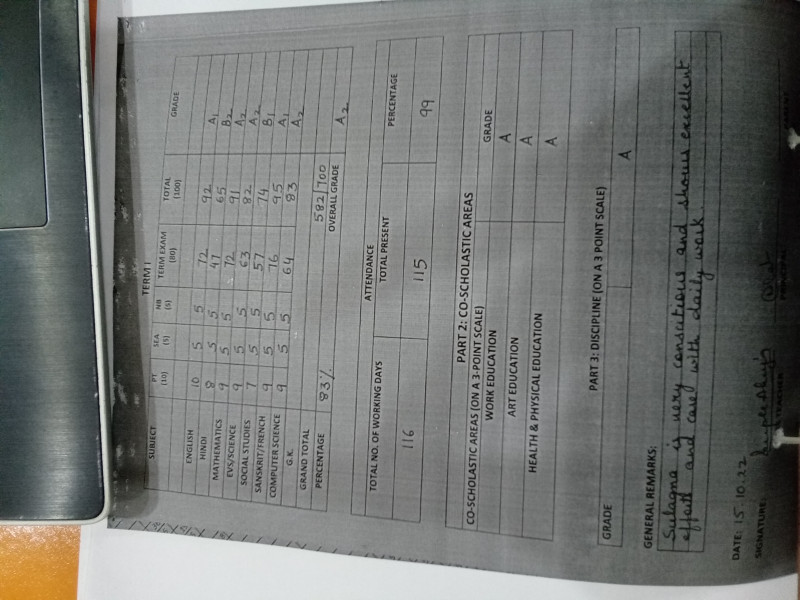 TERM I
SUBJECT PT (10) SEA (5) NB (5) TERM EXAM (80) TOTAL (100) GRADE
ENGLISH 10 5 5 72 92 A1
HINDI 8 5 5 47 65 B2
MATHEMATICS 9 5 5 72 91 A2
EVS/SCIENCE 9 5 5 63 82 A2
SOCIAL STUDIES 7 5 5 57 74 B1
SANSKRIT/FRENCH 9 5 5 76 95 A1
COMPUTER SCIENCE 9 5 5 64 83 A2
G.K.
GRAND TOTAL 582/700
PERCENTAGE 83% OVERALL GRADE A2
ATTENDANCE
TOTAL NO. OF WORKING DAYS TOTAL PRESENT PERCENTAGE
116 115 99
PART 2: CO-SCHOLASTIC AREAS
CO-SCHOLASTIC AREAS (ON A 3-POINT SCALE) GRADE
WORK EDUCATION A
ART EDUCATION A
HEALTH & PHYSICAL EDUCATION A
PART 3: DISCIPLINE (ON A 3 POINT SCALE)
GRADE A
GENERAL REMARKS:
Sulagna is very conscitious and shows excellent
effort and care with daily work.
DATE: 15.10.22
SIGNATURE:
TEACHER PRINCIPAL PARENT